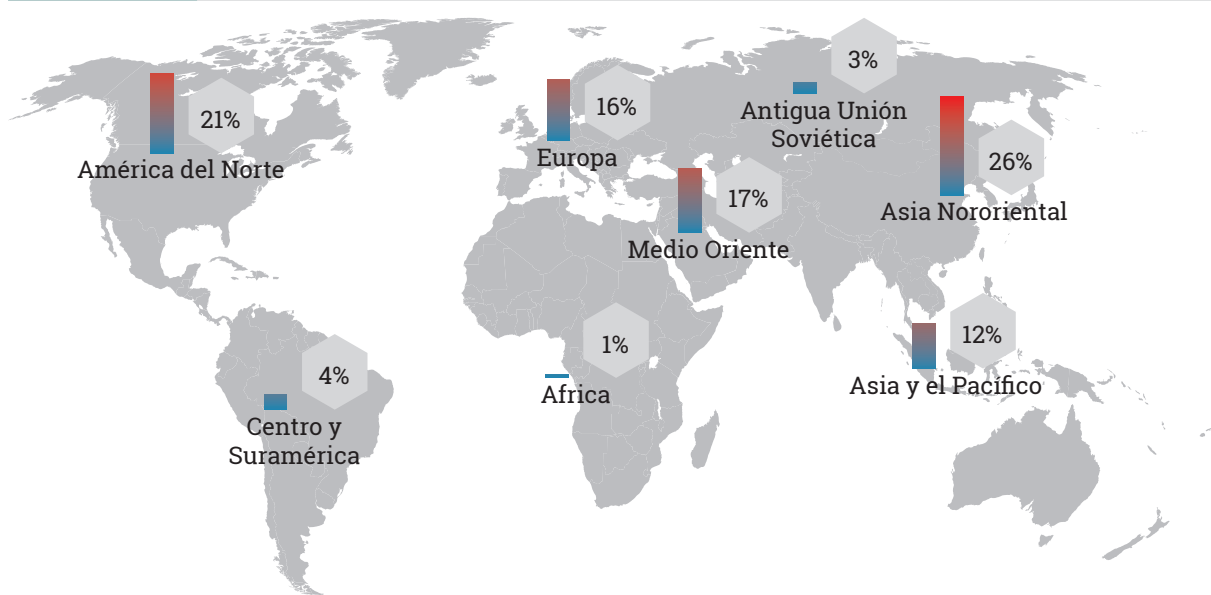 21%
América del Norte
16%
Europa
3%
Antigua Unión
Soviética
26%
Asia Nororiental
17%
Medio Oriente
12%
Asia y el Pacífico
1%
Africa
4%
Centro y
Suramérica